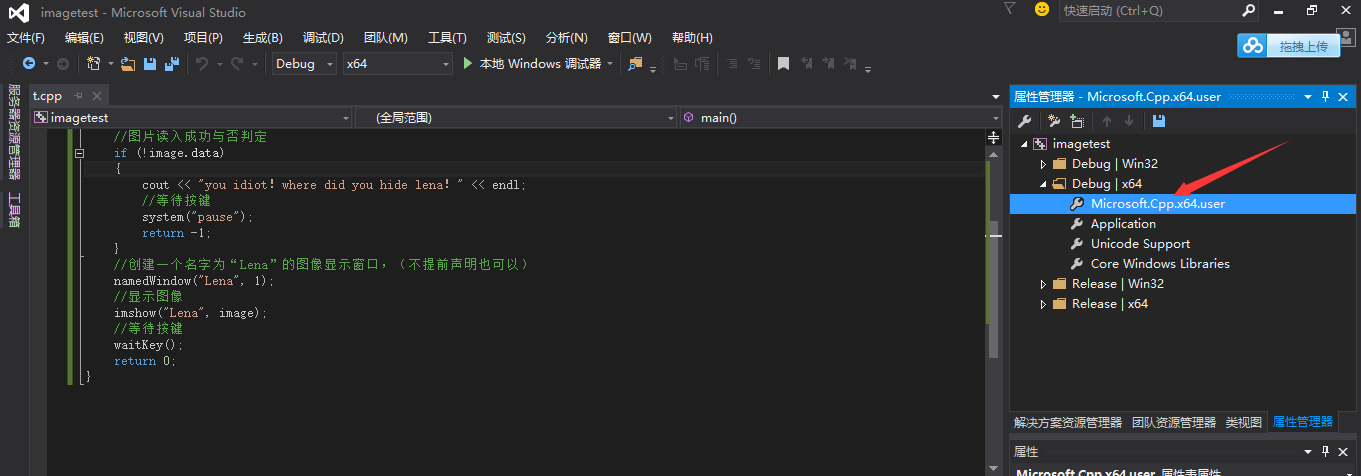 imagetest - Microsoft Visual Studio
快速启动 (Ctrl+Q)
文件(F) 编辑(E) 视图(V) 项目(P) 生成(B) 调试(D) 团队(M) 工具(T) 测试(S) 分析(N) 窗口(W) 帮助(H)
拖拽上传
Debug x64 本地 Windows 调试器
服务器资源管理器
工具箱
t.cpp
imagetest (全局范围) main()
//图片读入成功与否判定
if (!image.data)
{
cout << "you idiot! where did you hide lena! " << endl;
//等待按键
system("pause");
return -1;
}
//创建一个名字为“Lena”的图像显示窗口,（不提前声明也可以）
namedWindow("Lena", 1);
//显示图像
imshow("Lena", image);
//等待按键
waitKey();
return 0;
}
属性管理器 - Microsoft.Cpp.x64.user
imagetest
Debug | Win32
Debug | x64
Microsoft.Cpp.x64.user
Application
Unicode Support
Core Windows Libraries
Release | Win32
Release | x64
解决方案资源管理器 团队资源管理器 类视图 属性管理器
属性
Microsoft.Cpp.x64.user 属性表属性